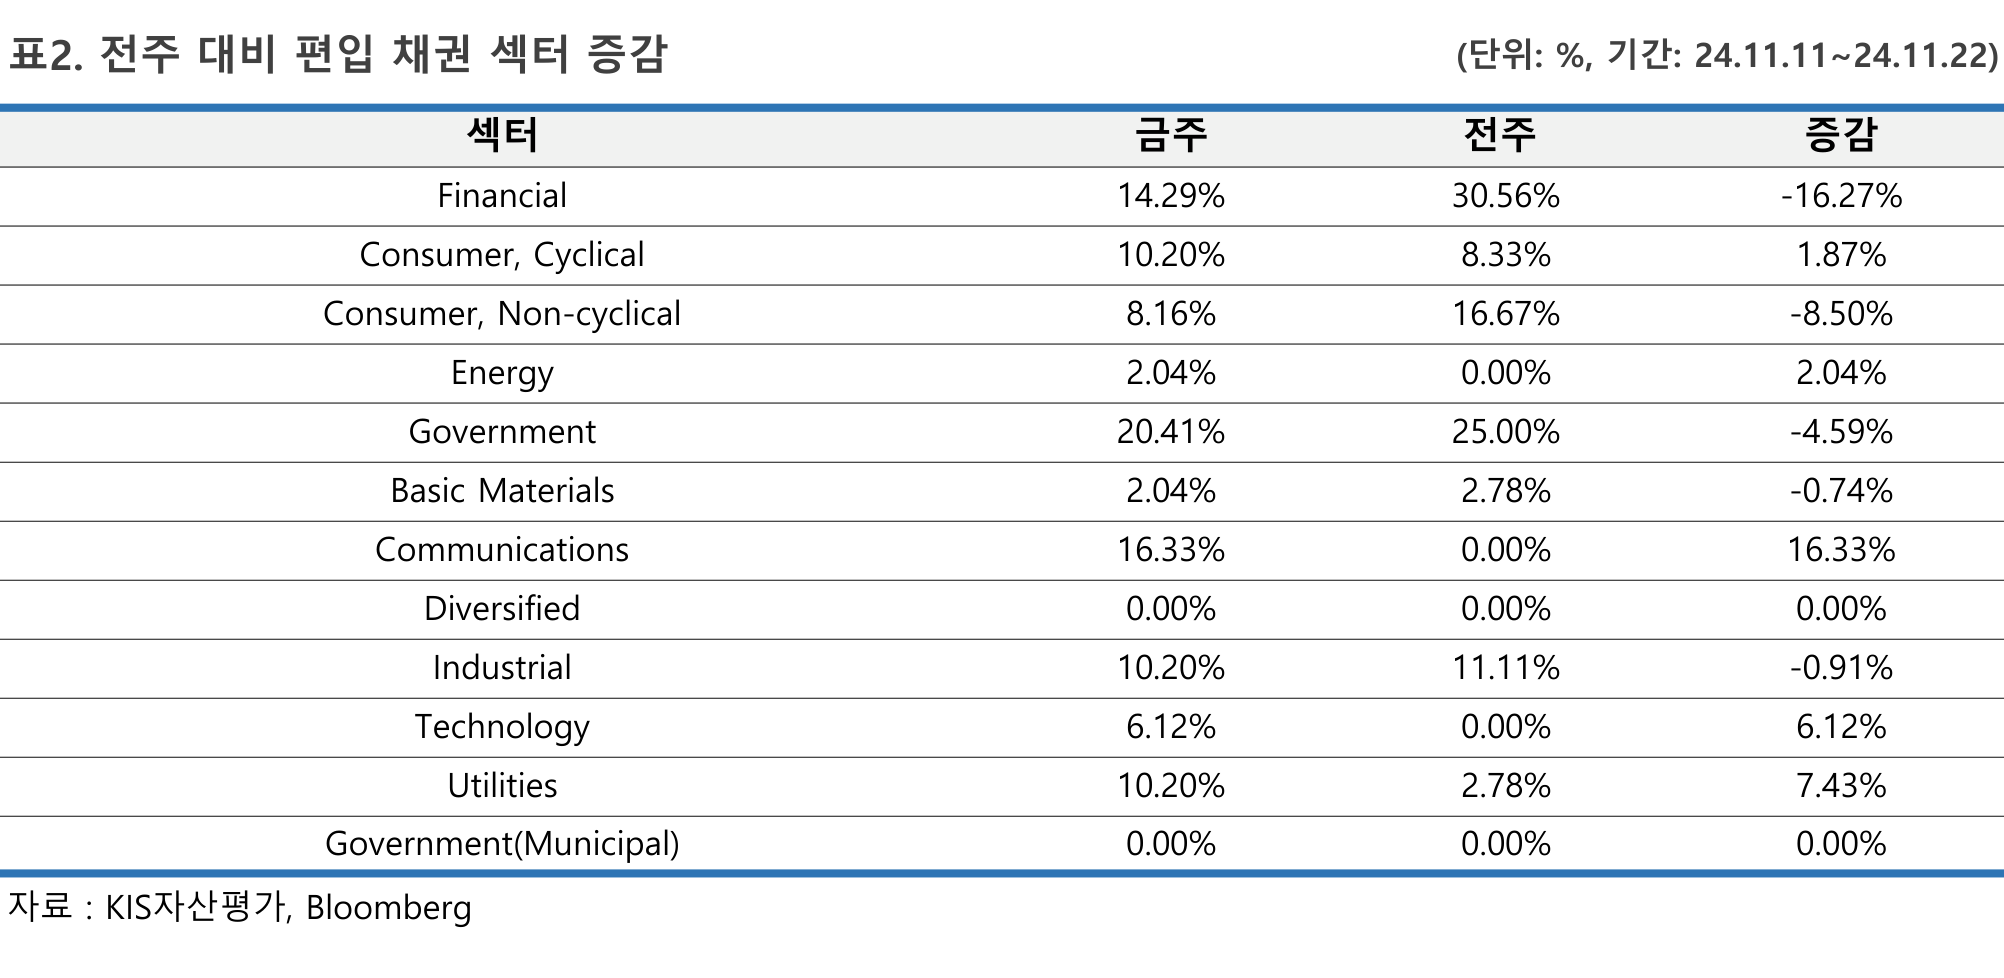 표2. 전주 대비 편입 채권 섹터 증감 (단위: %, 기간: 24.11.11~24.11.22)
섹터 금주 전주 증감
Financial 14.29% 30.56% -16.27%
Consumer, Cyclical 10.20% 8.33% 1.87%
Consumer, Non-cyclical 8.16% 16.67% -8.50%
Energy 2.04% 0.00% 2.04%
Government 20.41% 25.00% -4.59%
Basic Materials 2.04% 2.78% -0.74%
Communications 16.33% 0.00% 16.33%
Diversified 0.00% 0.00% 0.00%
Industrial 10.20% 11.11% -0.91%
Technology 6.12% 0.00% 6.12%
Utilities 10.20% 2.78% 7.43%
Government(Municipal) 0.00% 0.00% 0.00%
자료 : KIS자산평가, Bloomberg